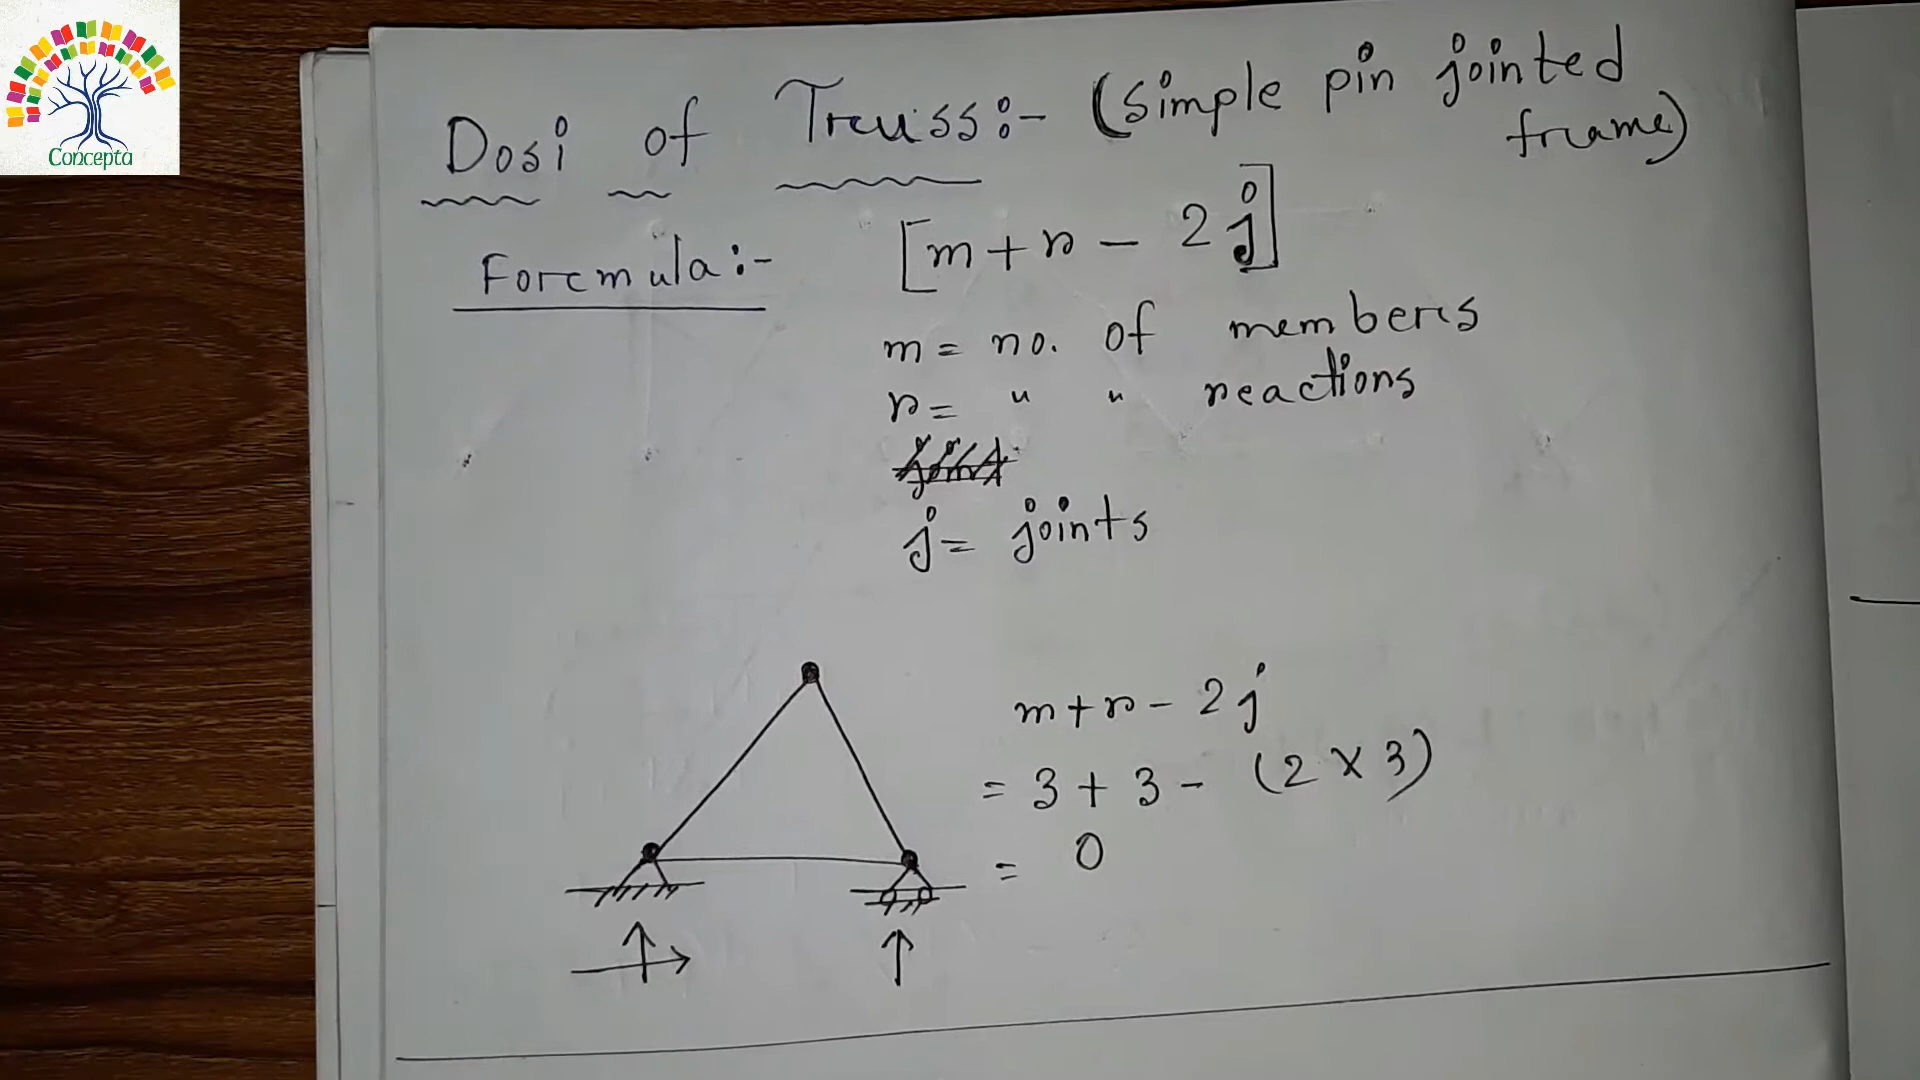 Concepta
Dosi of Truss:- (Simple pin jointed frame)
Formula:- [m+r - 2j]
m = no. of members
r = " " reactions
j = joints
m+r - 2j
= 3 + 3 - (2 × 3)
= 0